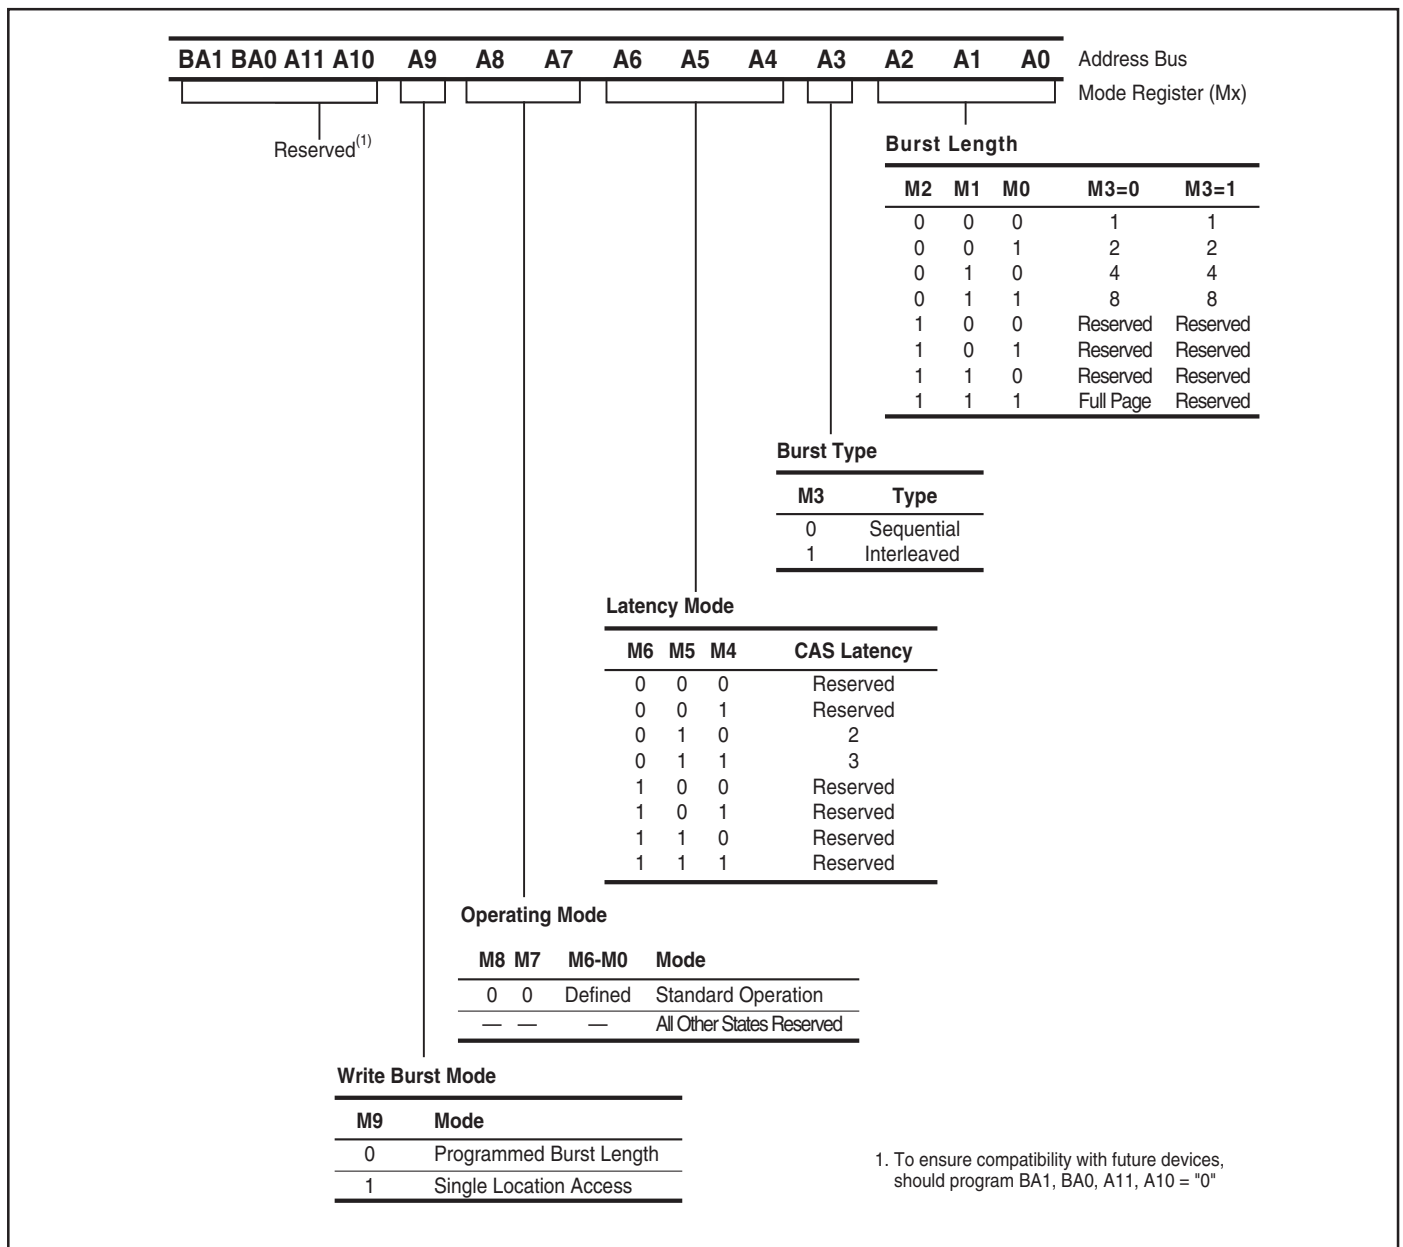 BA1 BA0 A11 A10 A9 A8 A7 A6 A5 A4 A3 A2 A1 A0 Address Bus
Mode Register (Mx)
Reserved(1)
Burst Length
M2 M1 M0 M3=0 M3=1
0 0 0 1 1
0 0 1 2 2
0 1 0 4 4
0 1 1 8 8
1 0 0 Reserved Reserved
1 0 1 Reserved Reserved
1 1 0 Reserved Reserved
1 1 1 Full Page Reserved
Burst Type
M3 Type
0 Sequential
1 Interleaved
Latency Mode
M6 M5 M4 CAS Latency
0 0 0 Reserved
0 0 1 Reserved
0 1 0 2
0 1 1 3
1 0 0 Reserved
1 0 1 Reserved
1 1 0 Reserved
1 1 1 Reserved
Operating Mode
M8 M7 M6-M0 Mode
0 0 Defined Standard Operation
— — — All Other States Reserved
Write Burst Mode
M9 Mode
0 Programmed Burst Length
1 Single Location Access
1. To ensure compatibility with future devices,
should program BA1, BA0, A11, A10 = "0"